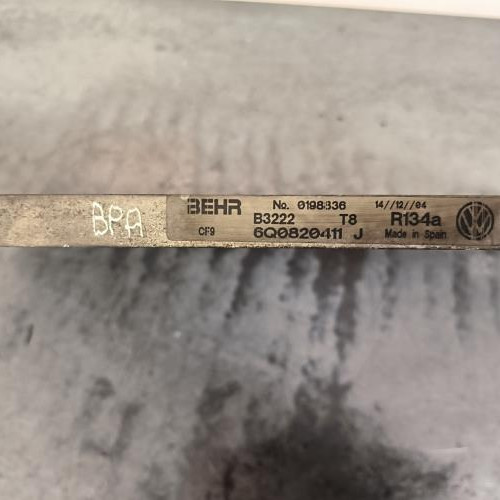 BPA
BEHR No. 0198836 14//12//04
B3222 T8 R134a
CF9 6Q0820411 J Made in Spain